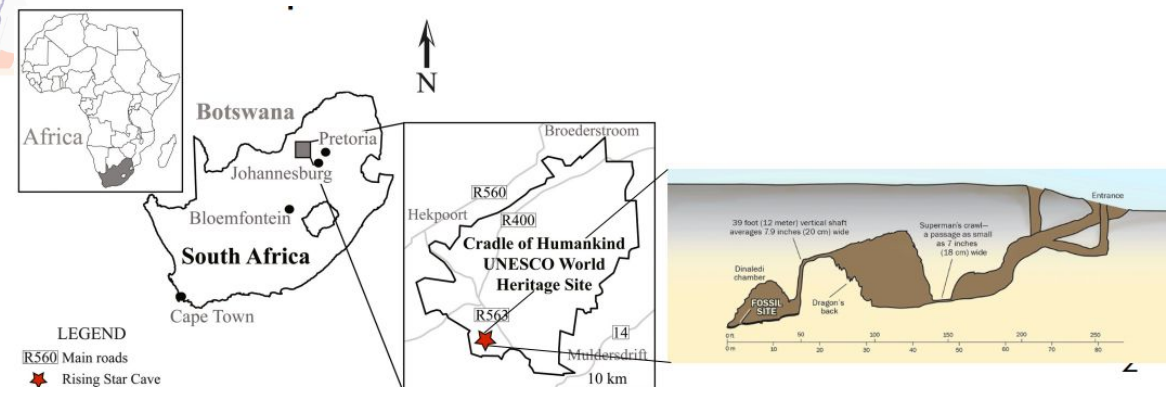 Africa
N
Botswana
Pretoria
Johannesburg
Bloemfontein
South Africa
Cape Town
LEGEND
R560 Main roads
Rising Star Cave
Broederstroom
R560
Hekpoort
R400
Cradle of Humankind
UNESCO World
Heritage Site
R563
14
Muldersdrift
10 km
Entrance
39 foot (12 meter) vertical shaft
averages 7.9 inches (20 cm) wide
Superman's crawl—
a passage as small
as 7 inches
(18 cm) wide
Dinaledi
chamber
FOSSIL
SITE
Dragon's
back
0 ft 50 100 150 200 250
0 m 10 20 30 40 50 60 70 80